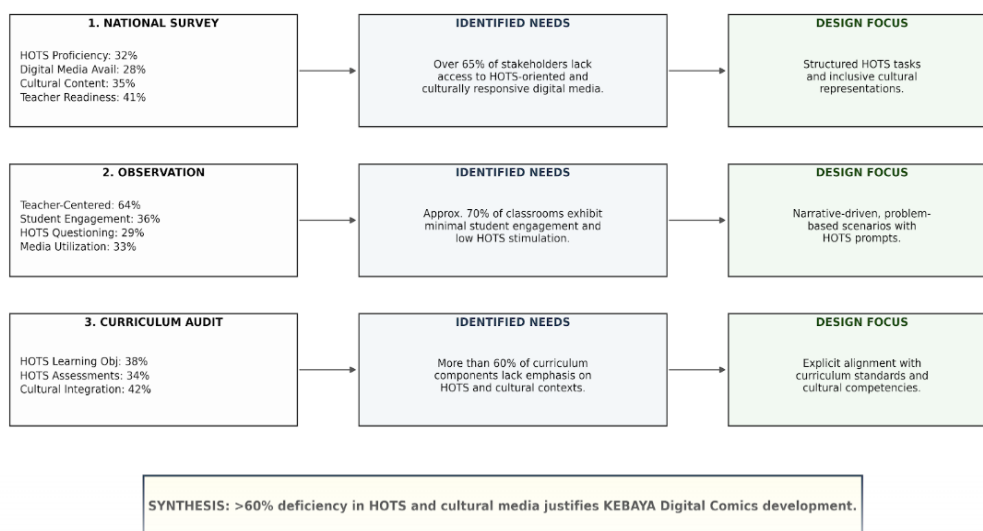 1. NATIONAL SURVEY
HOTS Proficiency: 32%
Digital Media Avail: 28%
Cultural Content: 35%
Teacher Readiness: 41%
IDENTIFIED NEEDS
Over 65% of stakeholders lack
access to HOTS-oriented and
culturally responsive digital media.
DESIGN FOCUS
Structured HOTS tasks
and inclusive cultural
representations.
2. OBSERVATION
Teacher-Centered: 64%
Student Engagement: 36%
HOTS Questioning: 29%
Media Utilization: 33%
IDENTIFIED NEEDS
Approx. 70% of classrooms exhibit
minimal student engagement and
low HOTS stimulation.
DESIGN FOCUS
Narrative-driven, problem-
based scenarios with
HOTS prompts.
3. CURRICULUM AUDIT
HOTS Learning Obj: 38%
HOTS Assessments: 34%
Cultural Integration: 42%
IDENTIFIED NEEDS
More than 60% of curriculum
components lack emphasis on
HOTS and cultural contexts.
DESIGN FOCUS
Explicit alignment with
curriculum standards and
cultural competencies.
SYNTHESIS: >60% deficiency in HOTS and cultural media justifies KEBAYA Digital Comics development.